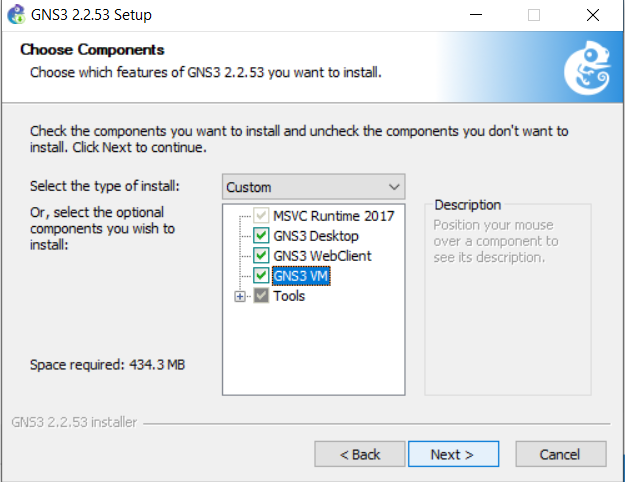 GNS3 2.2.53 Setup
Choose Components
Choose which features of GNS3 2.2.53 you want to install.
Check the components you want to install and uncheck the components you don't want to
install. Click Next to continue.
Select the type of install:
Custom
Or, select the optional
components you wish to
install:
MSVC Runtime 2017
GNS3 Desktop
GNS3 WebClient
GNS3 VM
Tools
Description
Position your mouse
over a component to
see its description.
Space required: 434.3 MB
GNS3 2.2.53 installer
< Back
Next >
Cancel